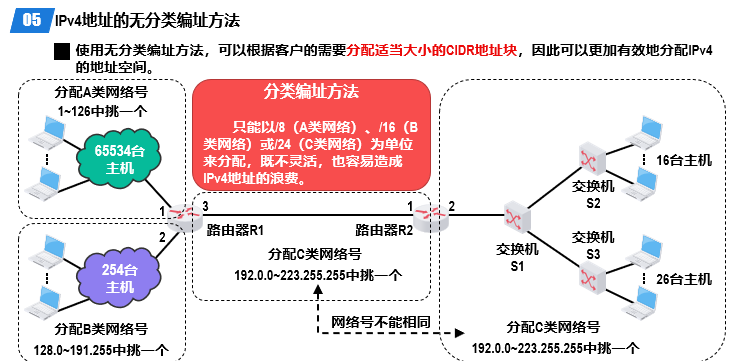 05 IPv4地址的无分类编址方法
使用无分类编址方法，可以根据客户的需要分配适当大小的CIDR地址块，因此可以更加有效地分配IPv4
的地址空间。
分配A类网络号
1~126中挑一个
65534台
主机
分类编址方法
只能以/8（A类网络）、/16（B
类网络）或/24（C类网络）为单位
来分配，既不灵活，也容易造成
IPv4地址的浪费。
16台主机
交换机
S2
1
3
1
2
路由器R1
路由器R2
2
交换机
S1
交换机
S3
254台
主机
分配C类网络号
192.0.0~223.255.255中挑一个
26台主机
分配B类网络号
128.0~191.255中挑一个
网络号不能相同
分配C类网络号
192.0.0~223.255.255中挑一个